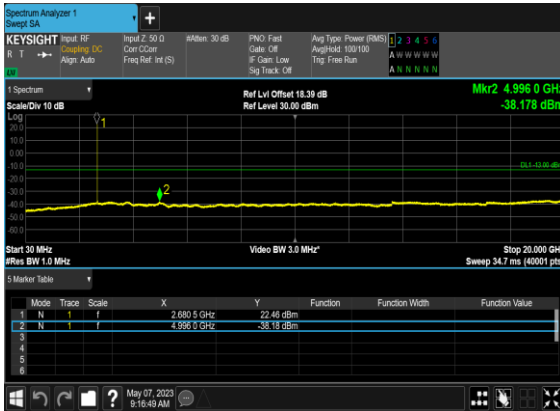 Spectrum Analyzer 1
Swept SA
KEYSIGHT
R T
Input: RF
Coupling: DC
Align: Auto
Input Z: 50 Ω
Corr CCorr
Freq Ref: Int (S)
#Atten: 30 dB
PNO: Fast
Gate: Off
IF Gain: Low
Sig Track: Off
Avg Type: Power (RMS)
Avg|Hold: 100/100
Trig: Free Run
1 2 3 4 5 6
A W W W W W
A N N N N N
1 Spectrum
Scale/Div 10 dB
Ref Lvl Offset 18.39 dB
Ref Level 30.00 dBm
Mkr2 4.996 0 GHz
-38.178 dBm
Log
20.0
10.0
0.00
-10.0
-20.0
-30.0
-40.0
-50.0
-60.0
1
2
DL1 -13.00 dBm
Start 30 MHz
#Res BW 1.0 MHz
Video BW 3.0 MHz*
Stop 20.000 GHz
Sweep 34.7 ms (40001 pts)
5 Marker Table
Mode Trace Scale X Y Function Function Width Function Value
1 N 1 f 2.680 5 GHz 22.46 dBm
2 N 1 f 4.996 0 GHz -38.18 dBm
3
4
5
6
May 07, 2023
9:16:49 AM